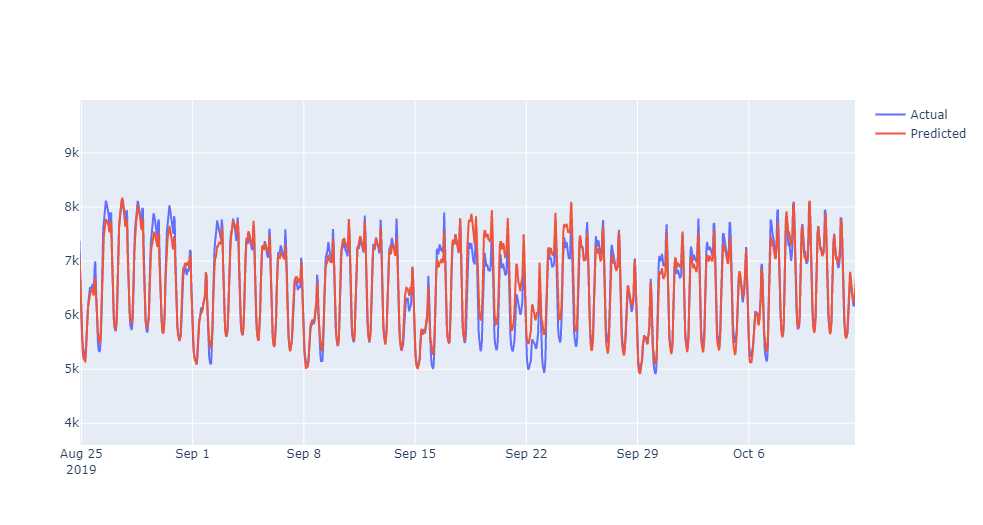 Actual
Predicted
9k
8k
7k
6k
5k
4k
Aug 25
2019
Sep 1
Sep 8
Sep 15
Sep 22
Sep 29
Oct 6